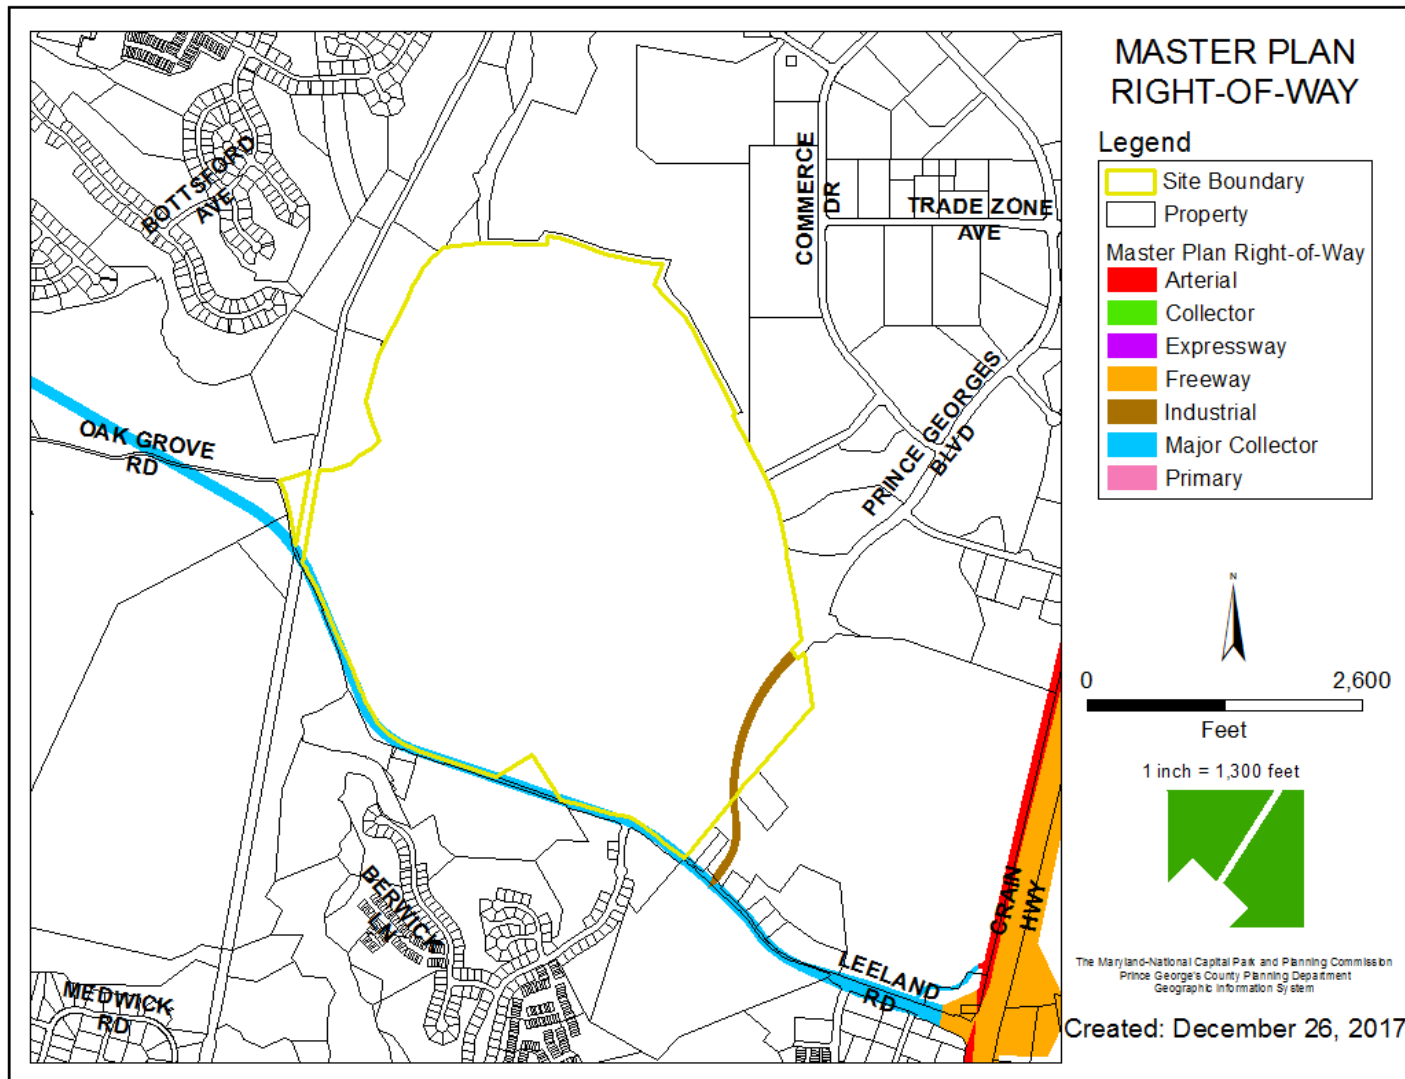 MASTER PLAN
RIGHT-OF-WAY
Legend
Site Boundary
Property
Master Plan Right-of-Way
Arterial
Collector
Expressway
Freeway
Industrial
Major Collector
Primary
N
0 2,600
Feet
1 inch = 1,300 feet
The Maryland-National Capital Park and Planning Commission
Prince George's County Planning Department
Geographic Information System
Created: December 26, 2017
BOTTSFORD
AVE
COMMERCE
DR
TRADE ZONE
AVE
PRINCE GEORGES
BLVD
OAK GROVE
RD
BERWICK
LN
MEDWICK
RD
LEELAND
RD
CRAIN
HWY